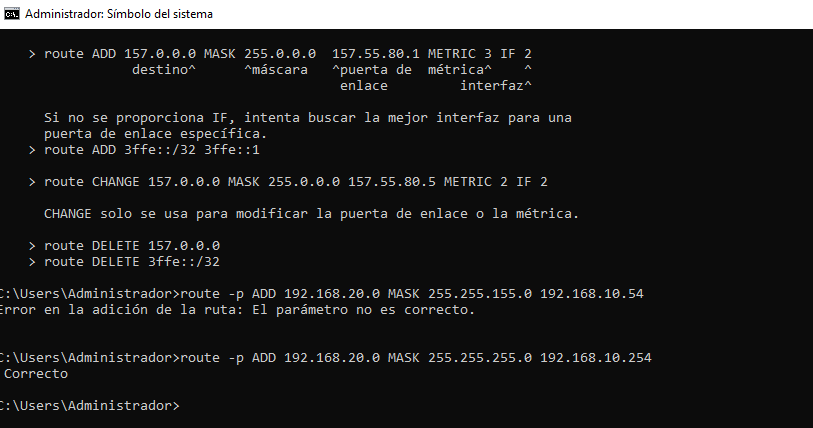 Administrador: Símbolo del sistema
> route ADD 157.0.0.0 MASK 255.0.0.0  157.55.80.1 METRIC 3 IF 2
destino^      ^máscara   ^puerta de  métrica^    ^
enlace         interfaz^
Si no se proporciona IF, intenta buscar la mejor interfaz para una
puerta de enlace específica.
> route ADD 3ffe::/32 3ffe::1
> route CHANGE 157.0.0.0 MASK 255.0.0.0 157.55.80.5 METRIC 2 IF 2
CHANGE solo se usa para modificar la puerta de enlace o la métrica.
> route DELETE 157.0.0.0
> route DELETE 3ffe::/32
C:\Users\Administrador>route -p ADD 192.168.20.0 MASK 255.255.155.0 192.168.10.54
Error en la adición de la ruta: El parámetro no es correcto.
C:\Users\Administrador>route -p ADD 192.168.20.0 MASK 255.255.255.0 192.168.10.254
Correcto
C:\Users\Administrador>